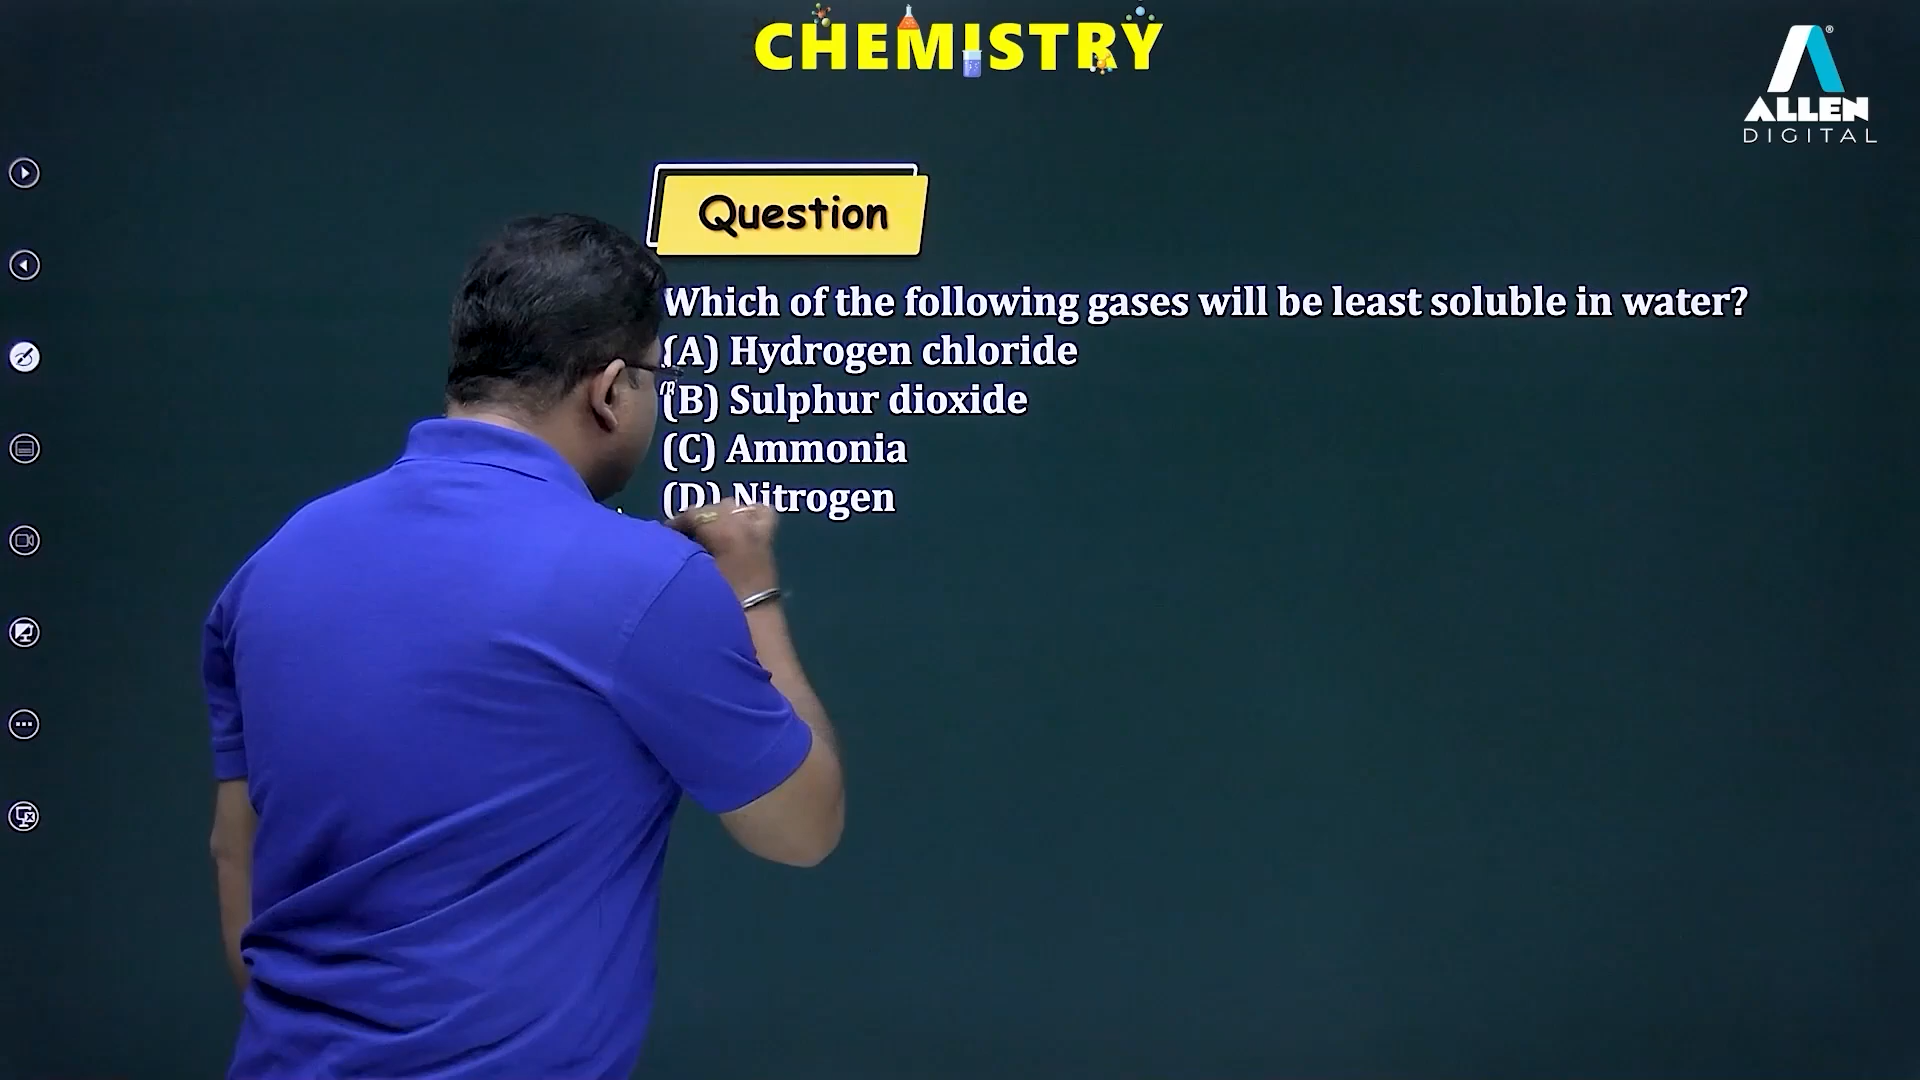 CHEMISTRY
ALLEN
DIGITAL
Question
Which of the following gases will be least soluble in water?
(A) Hydrogen chloride
(B) Sulphur dioxide
(C) Ammonia
(D) Nitrogen